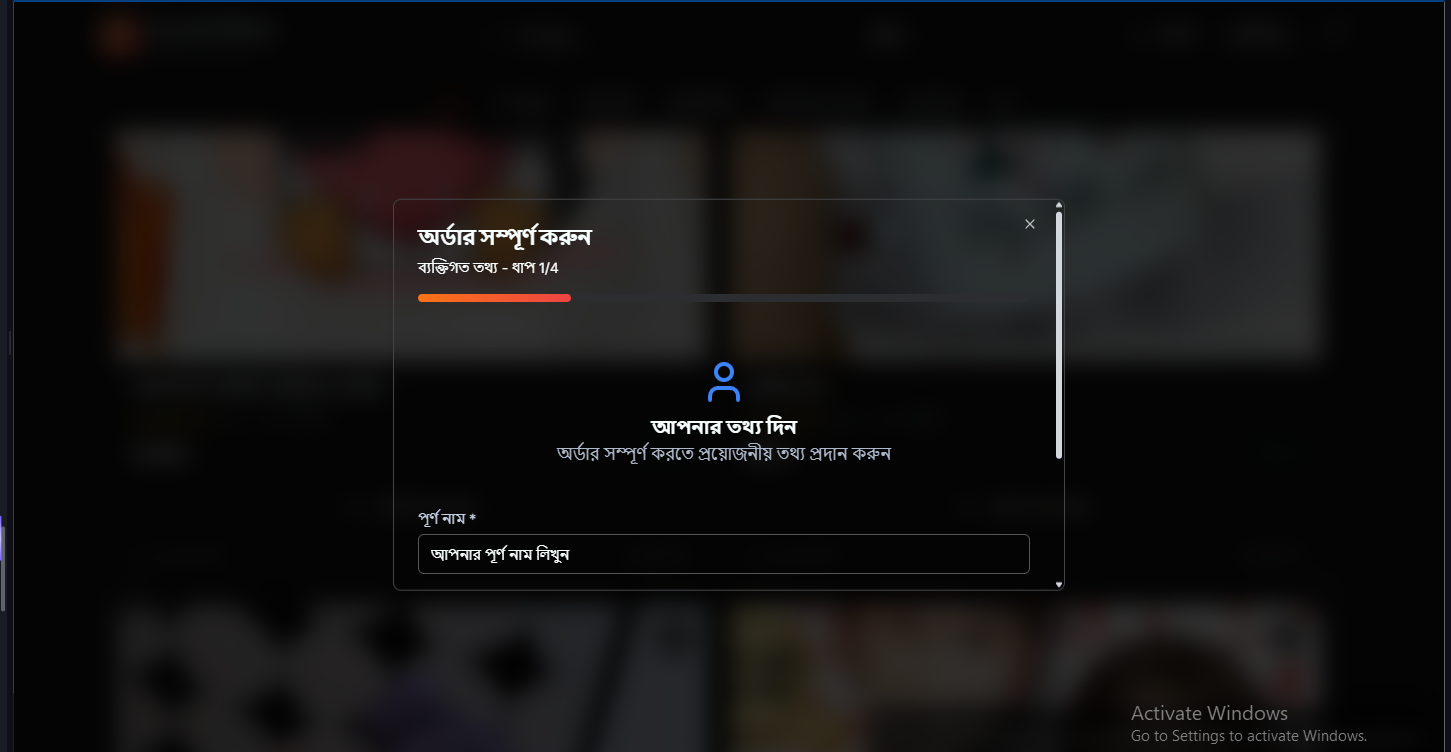 অর্ডার সম্পূর্ণ করুন
ব্যক্তিগত তথ্য - ধাপ 1/4
আপনার তথ্য দিন
অর্ডার সম্পূর্ণ করতে প্রয়োজনীয় তথ্য প্রদান করুন
পূর্ণ নাম *
আপনার পূর্ণ নাম লিখুন
Activate Windows
Go to Settings to activate Windows.